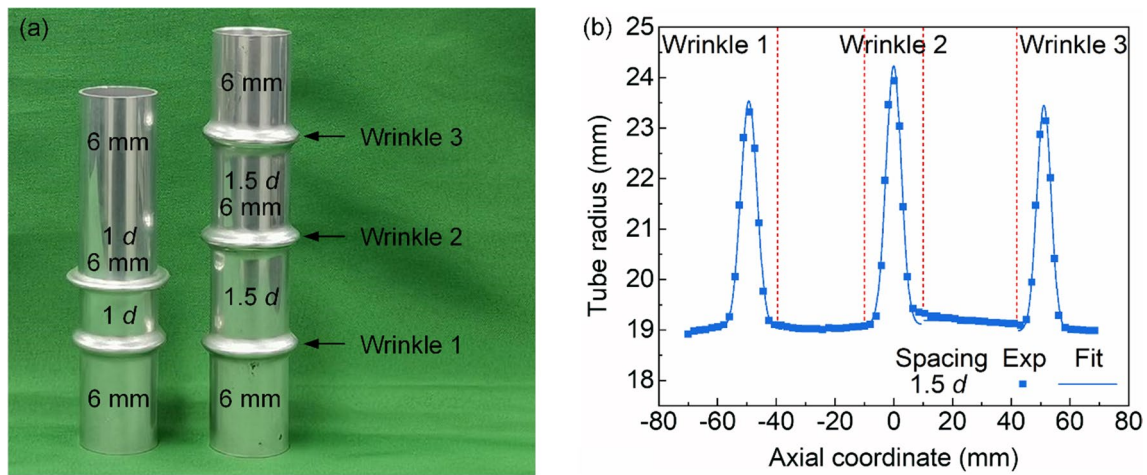 (a)
6 mm
1 d
6 mm
1 d
6 mm
6 mm
1.5 d
6 mm
1.5 d
6 mm
Wrinkle 3
Wrinkle 2
Wrinkle 1
(b)
Wrinkle 1 Wrinkle 2 Wrinkle 3
25
24
23
22
21
20
19
18
Tube radius (mm)
Spacing Exp Fit
1.5 d
-80 -60 -40 -20 0 20 40 60 80
Axial coordinate (mm)